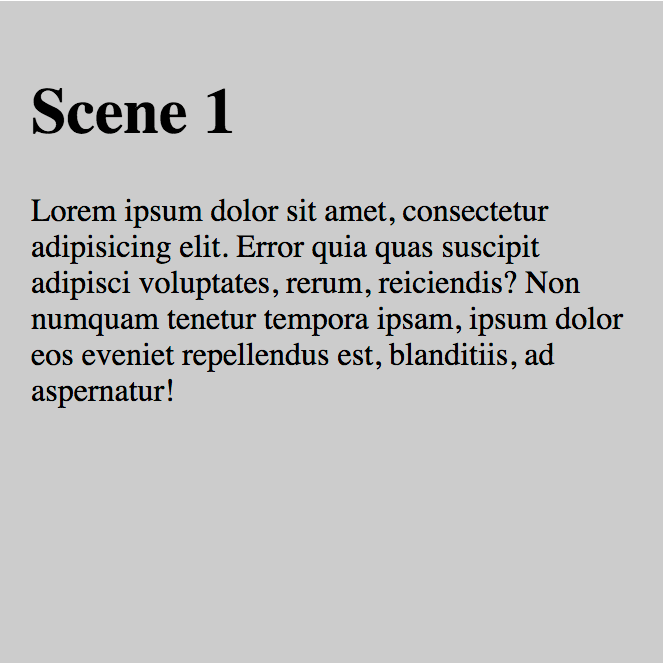 Scene 1
Lorem ipsum dolor sit amet, consectetur
adipisicing elit. Error quia quas suscipit
adipisci voluptates, rerum, reiciendis? Non
numquam tenetur tempora ipsam, ipsum dolor
eos eveniet repellendus est, blanditiis, ad
aspernatur!